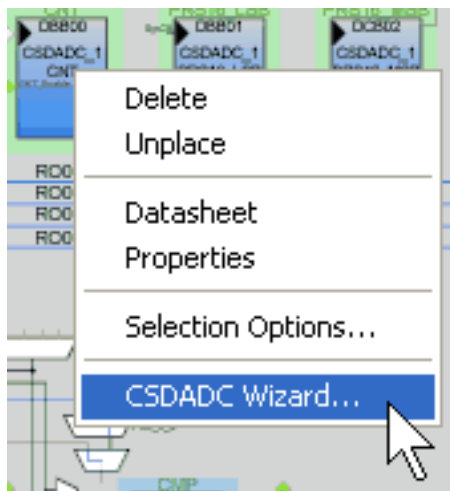 DBB00
DBB01
DCB02
CSDADC_1
CSDADC_1
CSDADC_1
CNT
Delete
Unplace
RO0
RO0
RO0
RO0
Datasheet
Properties
Selection Options...
CSDADC Wizard...
CMP